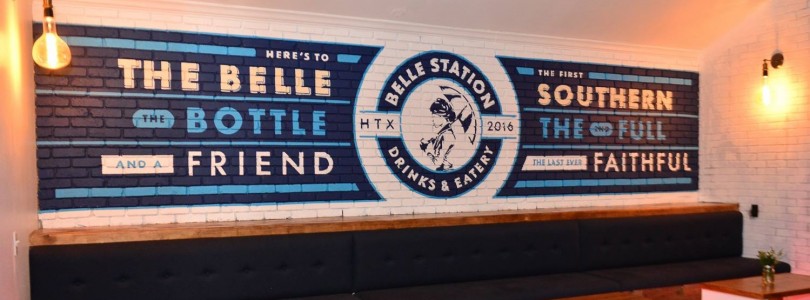 HERE'S TO
THE BELLE
THE BOTTLE
AND A FRIEND
BELLE STATION
HTX 2016
DRINKS & EATERY
THE FIRST
SOUTHERN
THE AND FULL
THE LAST EVER FAITHFUL